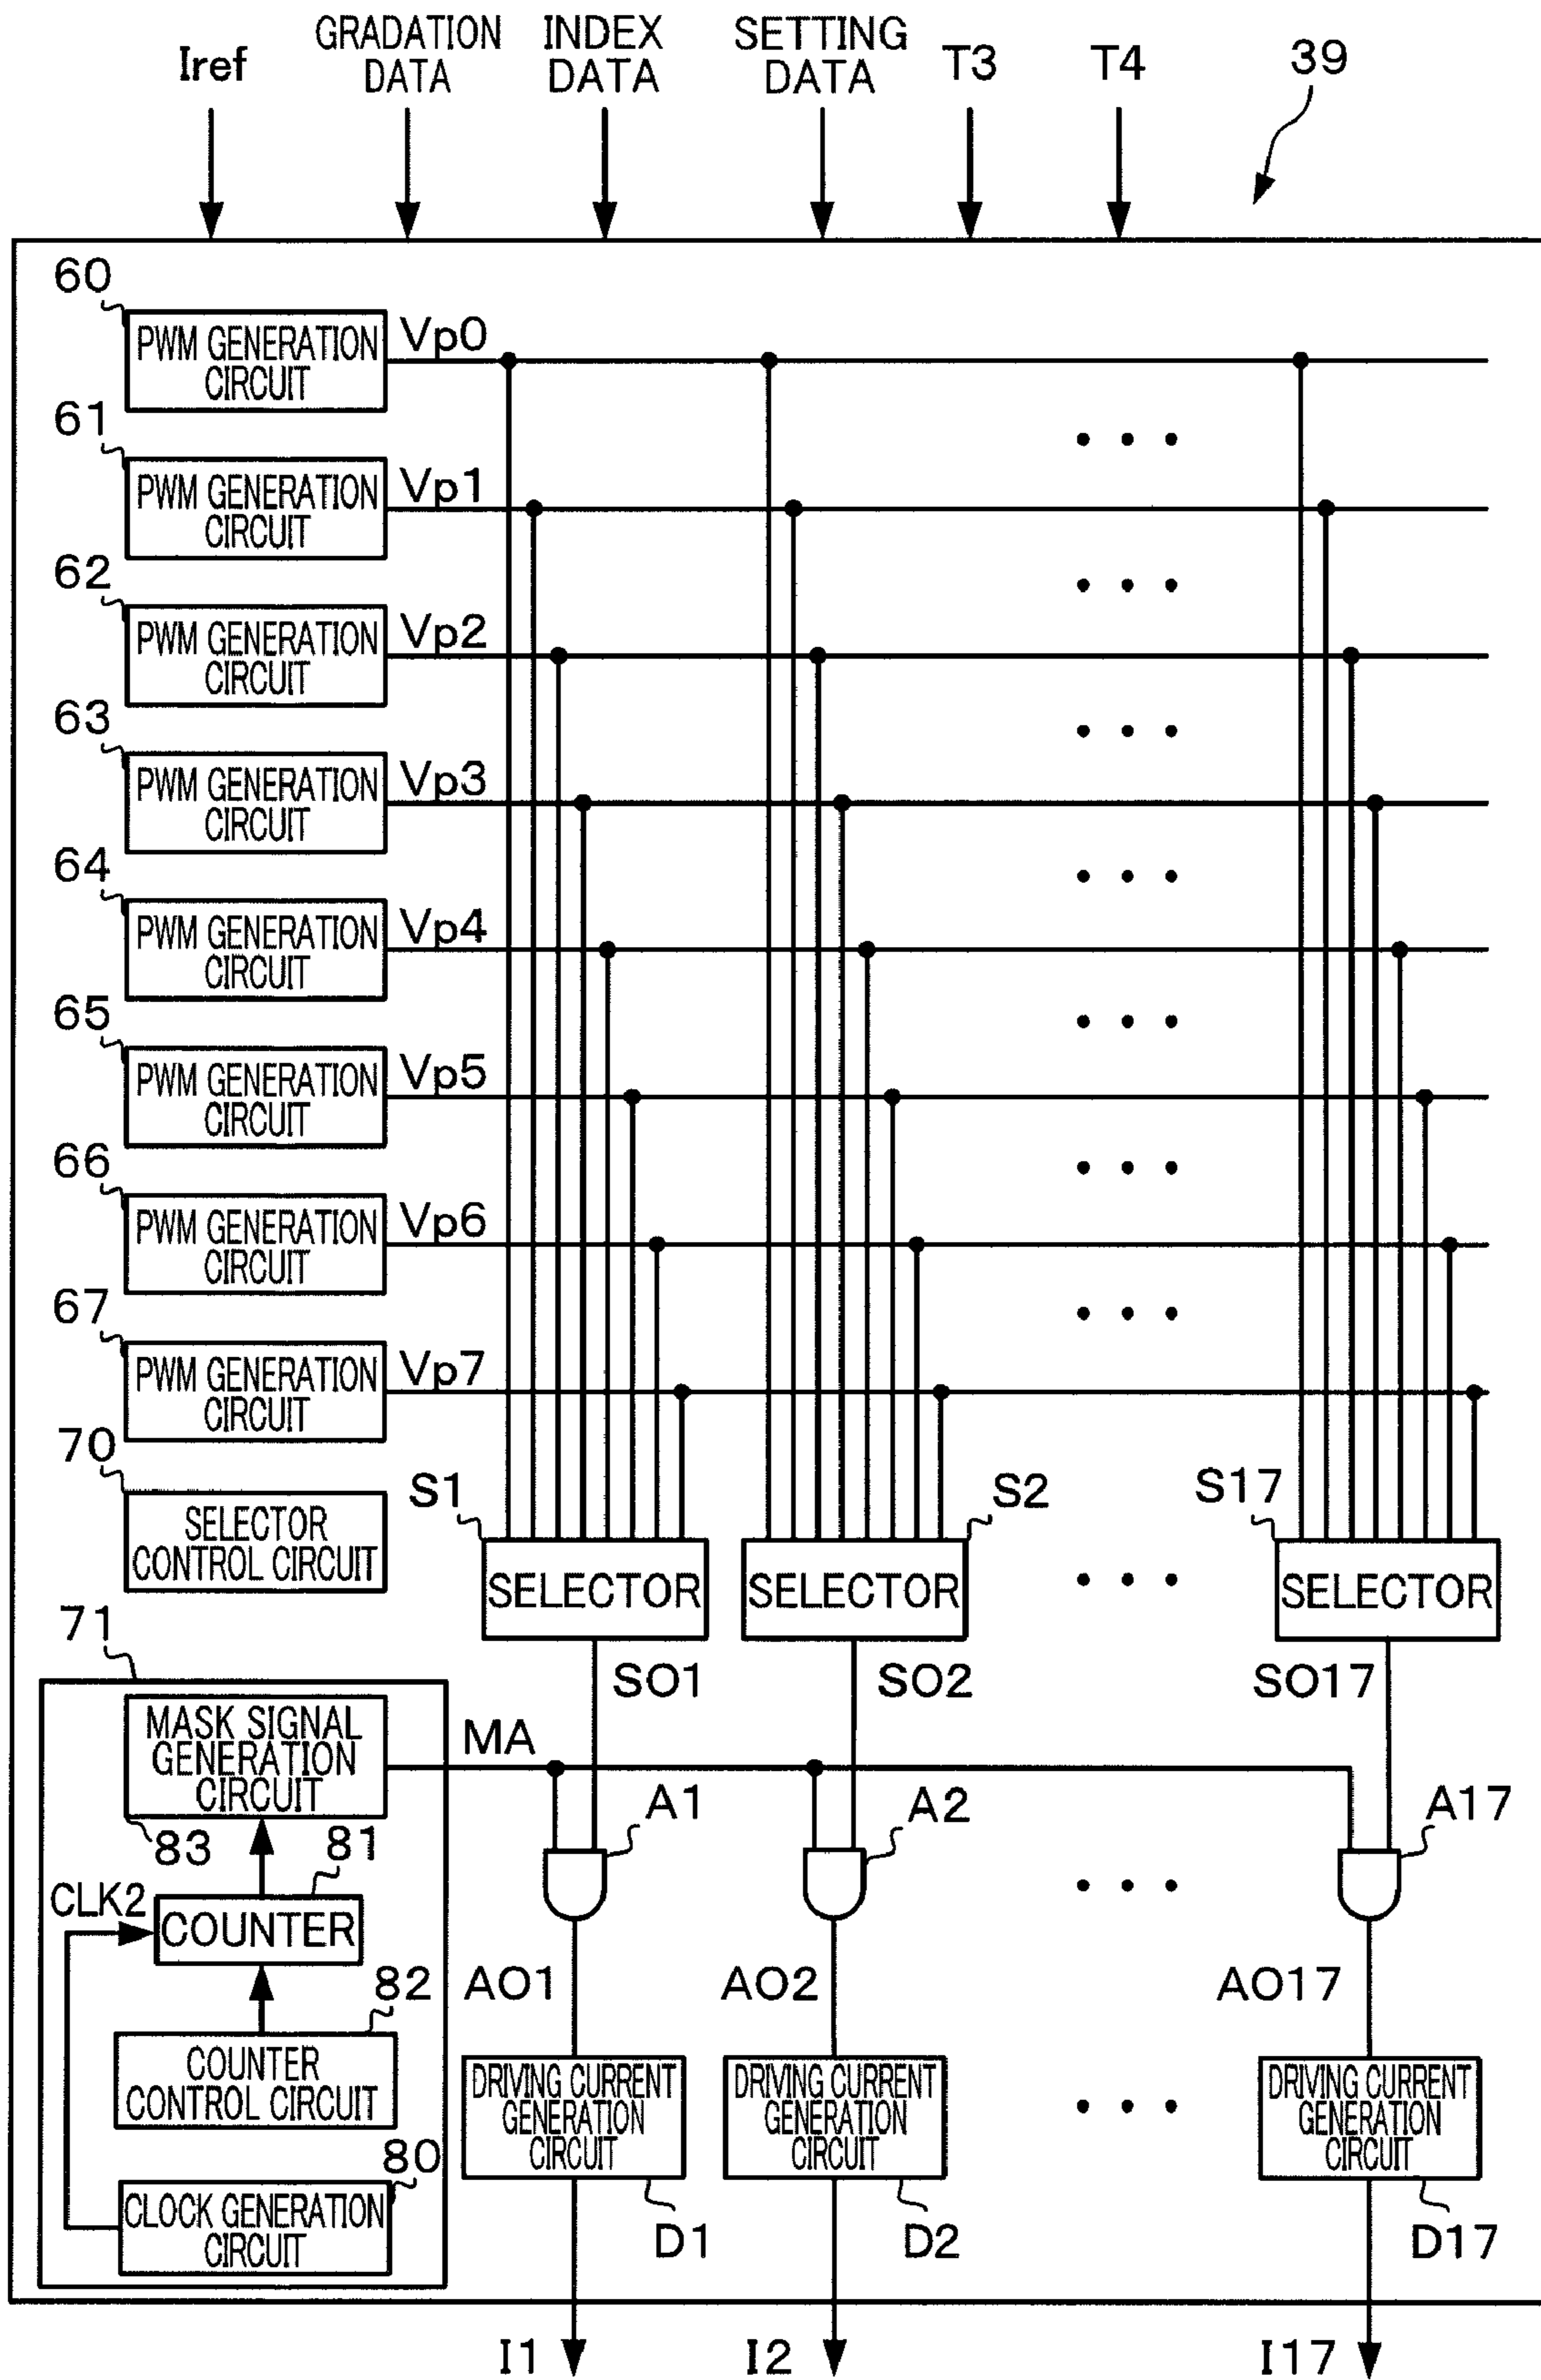 Iref
GRADATION
DATA
INDEX
DATA
SETTING
DATA
T3
T4
39
60
PWM GENERATION
CIRCUIT
Vp0
61
PWM GENERATION
CIRCUIT
Vp1
62
PWM GENERATION
CIRCUIT
Vp2
63
PWM GENERATION
CIRCUIT
Vp3
64
PWM GENERATION
CIRCUIT
Vp4
65
PWM GENERATION
CIRCUIT
Vp5
66
PWM GENERATION
CIRCUIT
Vp6
67
PWM GENERATION
CIRCUIT
Vp7
70
SELECTOR
CONTROL CIRCUIT
S1
SELECTOR
S2
SELECTOR
S17
SELECTOR
SO1
SO2
SO17
71
MASK SIGNAL
GENERATION
CIRCUIT
83
MA
A1
A2
A17
81
CLK2
COUNTER
82
COUNTER
CONTROL CIRCUIT
80
CLOCK GENERATION
CIRCUIT
AO1
AO2
AO17
DRIVING CURRENT
GENERATION
CIRCUIT
D1
DRIVING CURRENT
GENERATION
CIRCUIT
D2
DRIVING CURRENT
GENERATION
CIRCUIT
D17
I1
I2
I17